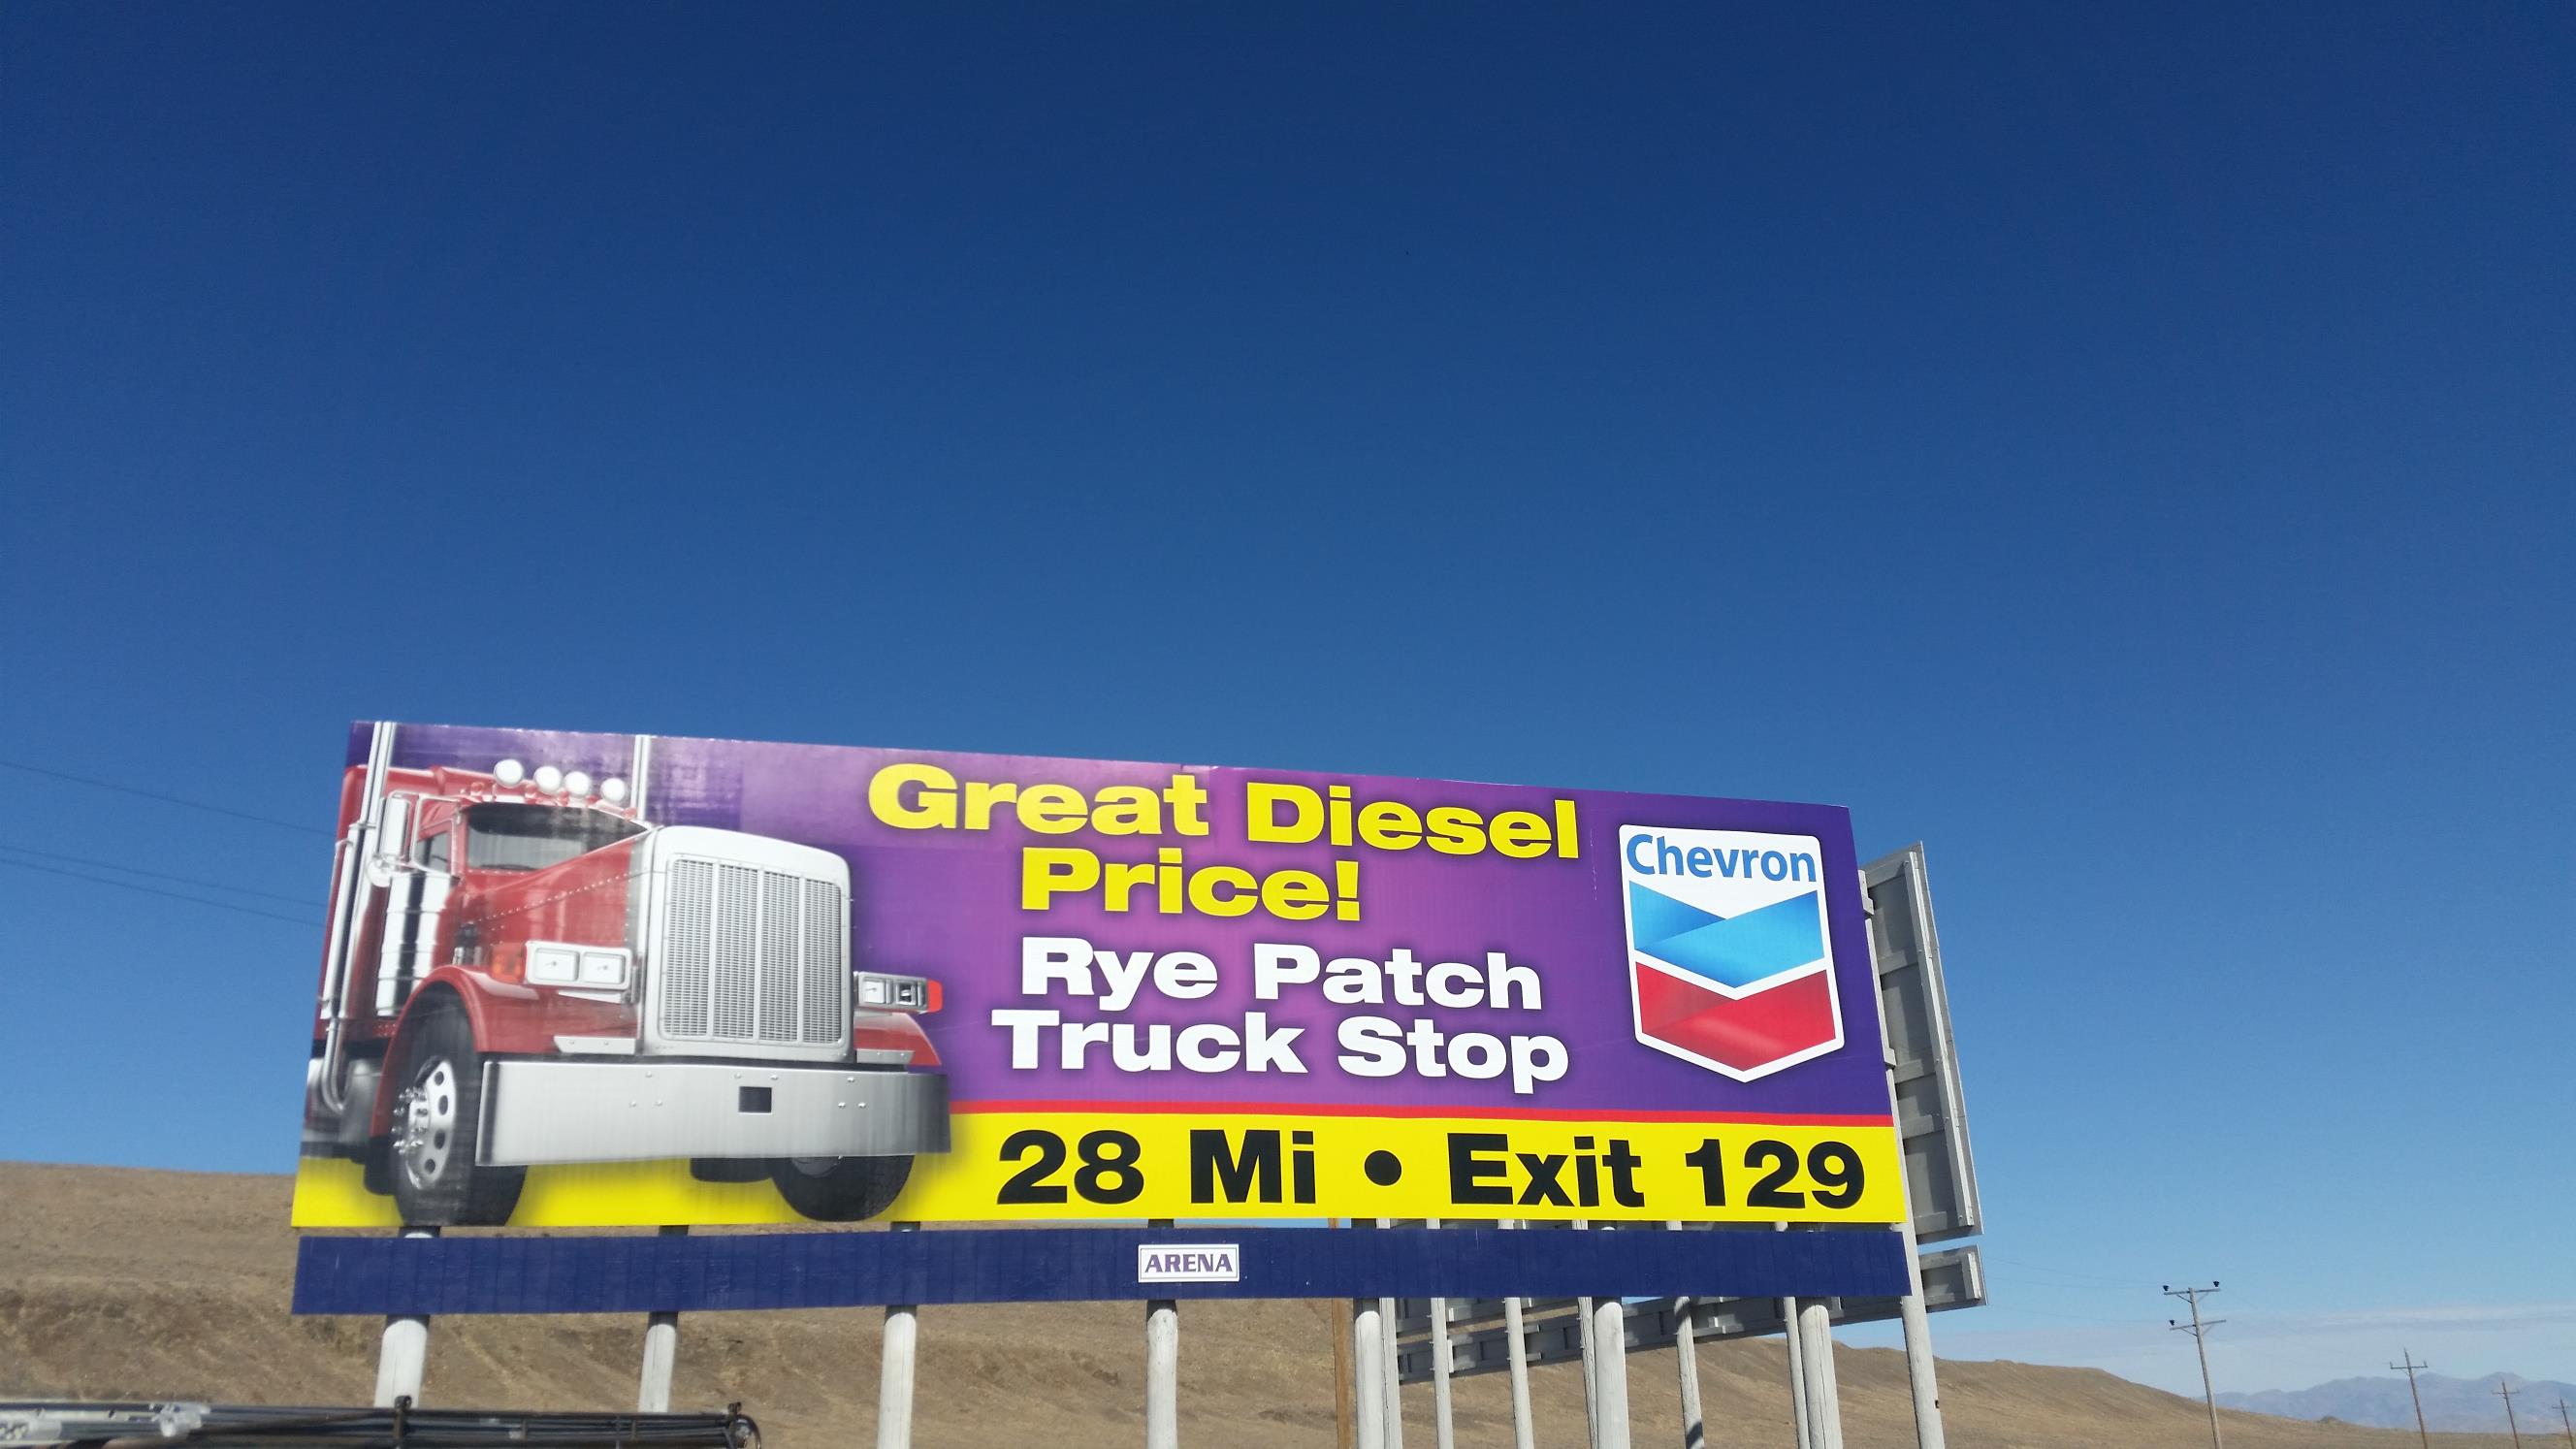 Great Diesel
Price!
Rye Patch
Truck Stop
Chevron
28 Mi • Exit 129
ARENA